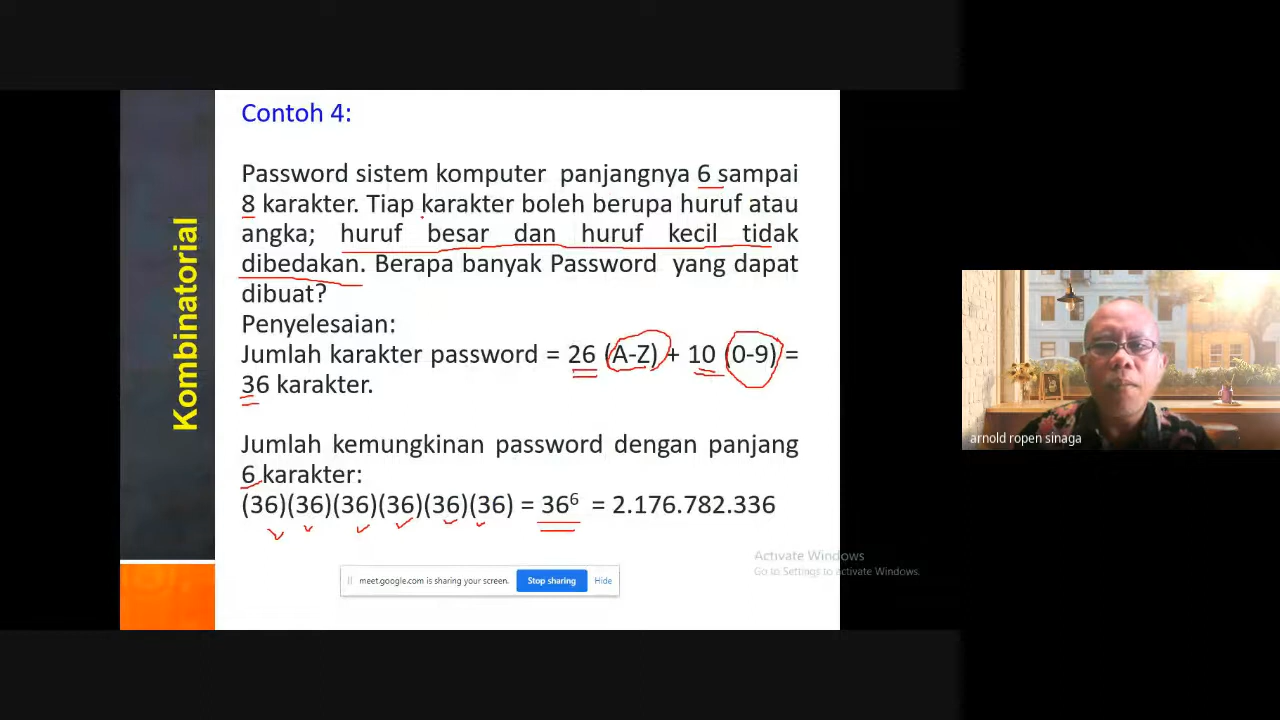 Kombinatorial
Contoh 4:
Password sistem komputer panjangnya 6 sampai
8 karakter. Tiap karakter boleh berupa huruf atau
angka; huruf besar dan huruf kecil tidak
dibedakan. Berapa banyak Password yang dapat
dibuat?
Penyelesaian:
Jumlah karakter password = 26 (A-Z) + 10 (0-9) =
36 karakter.
Jumlah kemungkinan password dengan panjang
6 karakter:
(36)(36)(36)(36)(36)(36) = 36⁶ = 2.176.782.336
Activate Windows
Go to Settings to activate Windows.
meet.google.com is sharing your screen.
Stop sharing
Hide
arnold ropen sinaga